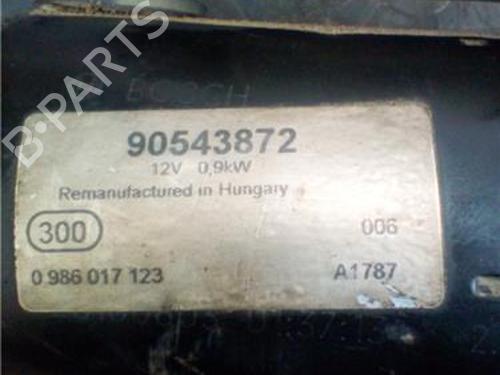 BOSCH
90543872
12V 0,9kW
Remanufactured in Hungary
300
006
0 986 017 123
A1787
B-PARTS